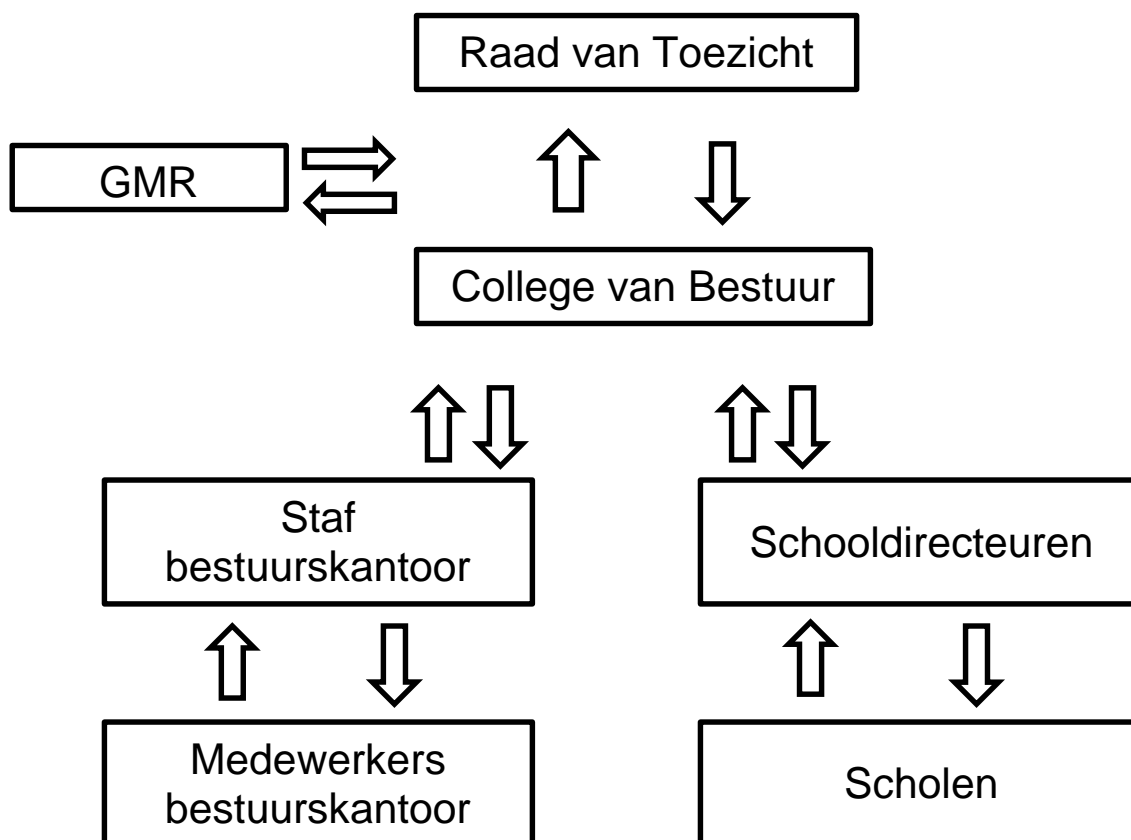 Raad van Toezicht
GMR
College van Bestuur
Staf
bestuurskantoor
Schooldirecteuren
Medewerkers
bestuurskantoor
Scholen